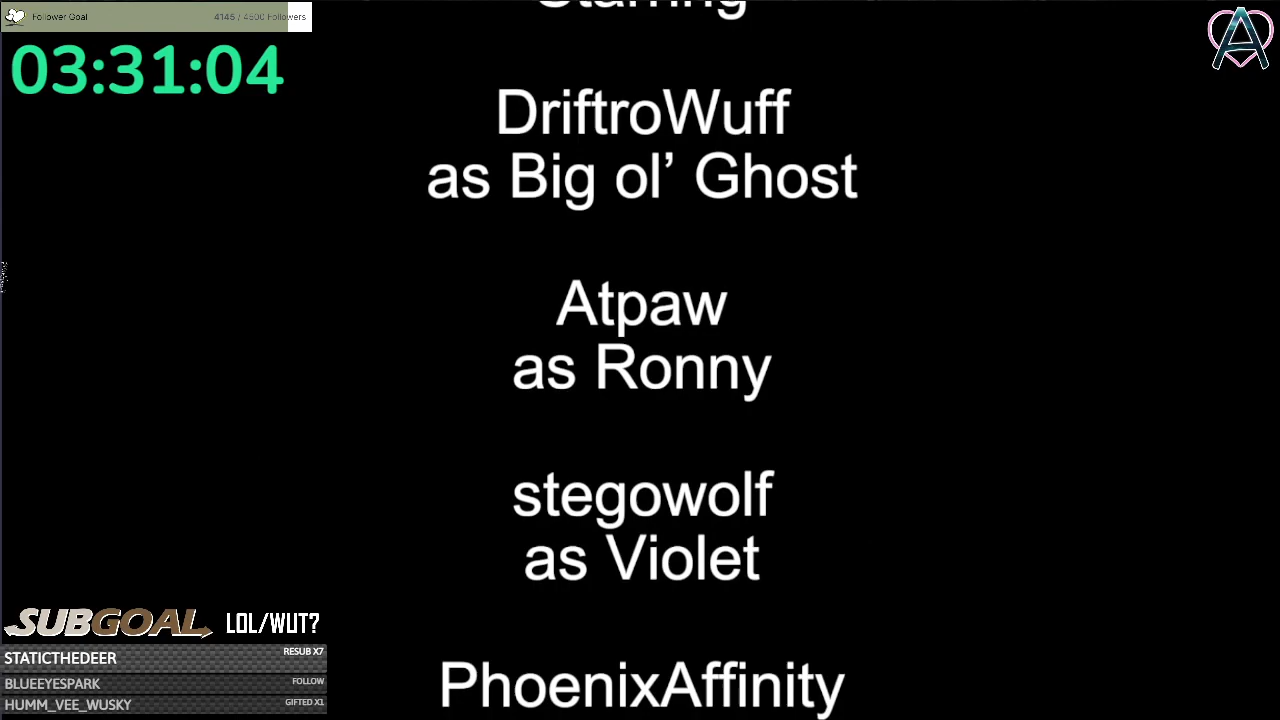 Follower Goal 4145 / 4500 Followers
03:31:04
A
Starring
DriftroWuff
as Big ol’ Ghost
Atpaw
as Ronny
stegowolf
as Violet
PhoenixAffinity
SUBGOAL LOL/WUT?
STATICTHEDEER RESUB X7
BLUEEYESPARK FOLLOW
HUMM_VEE_WUSKY GIFTED X1